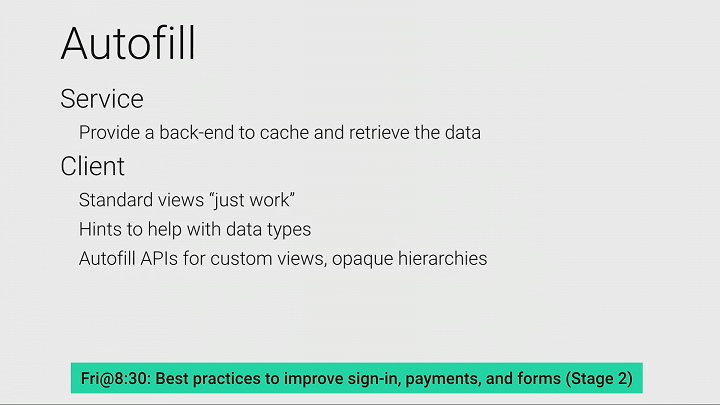 Autofill
Service
Provide a back-end to cache and retrieve the data
Client
Standard views “just work”
Hints to help with data types
Autofill APIs for custom views, opaque hierarchies
Fri@8:30: Best practices to improve sign-in, payments, and forms (Stage 2)